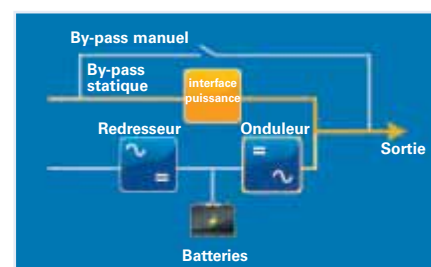 By-pass manuel
By-pass
statique
interface
puissance
Redresseur
Onduleur
Sortie
Batteries